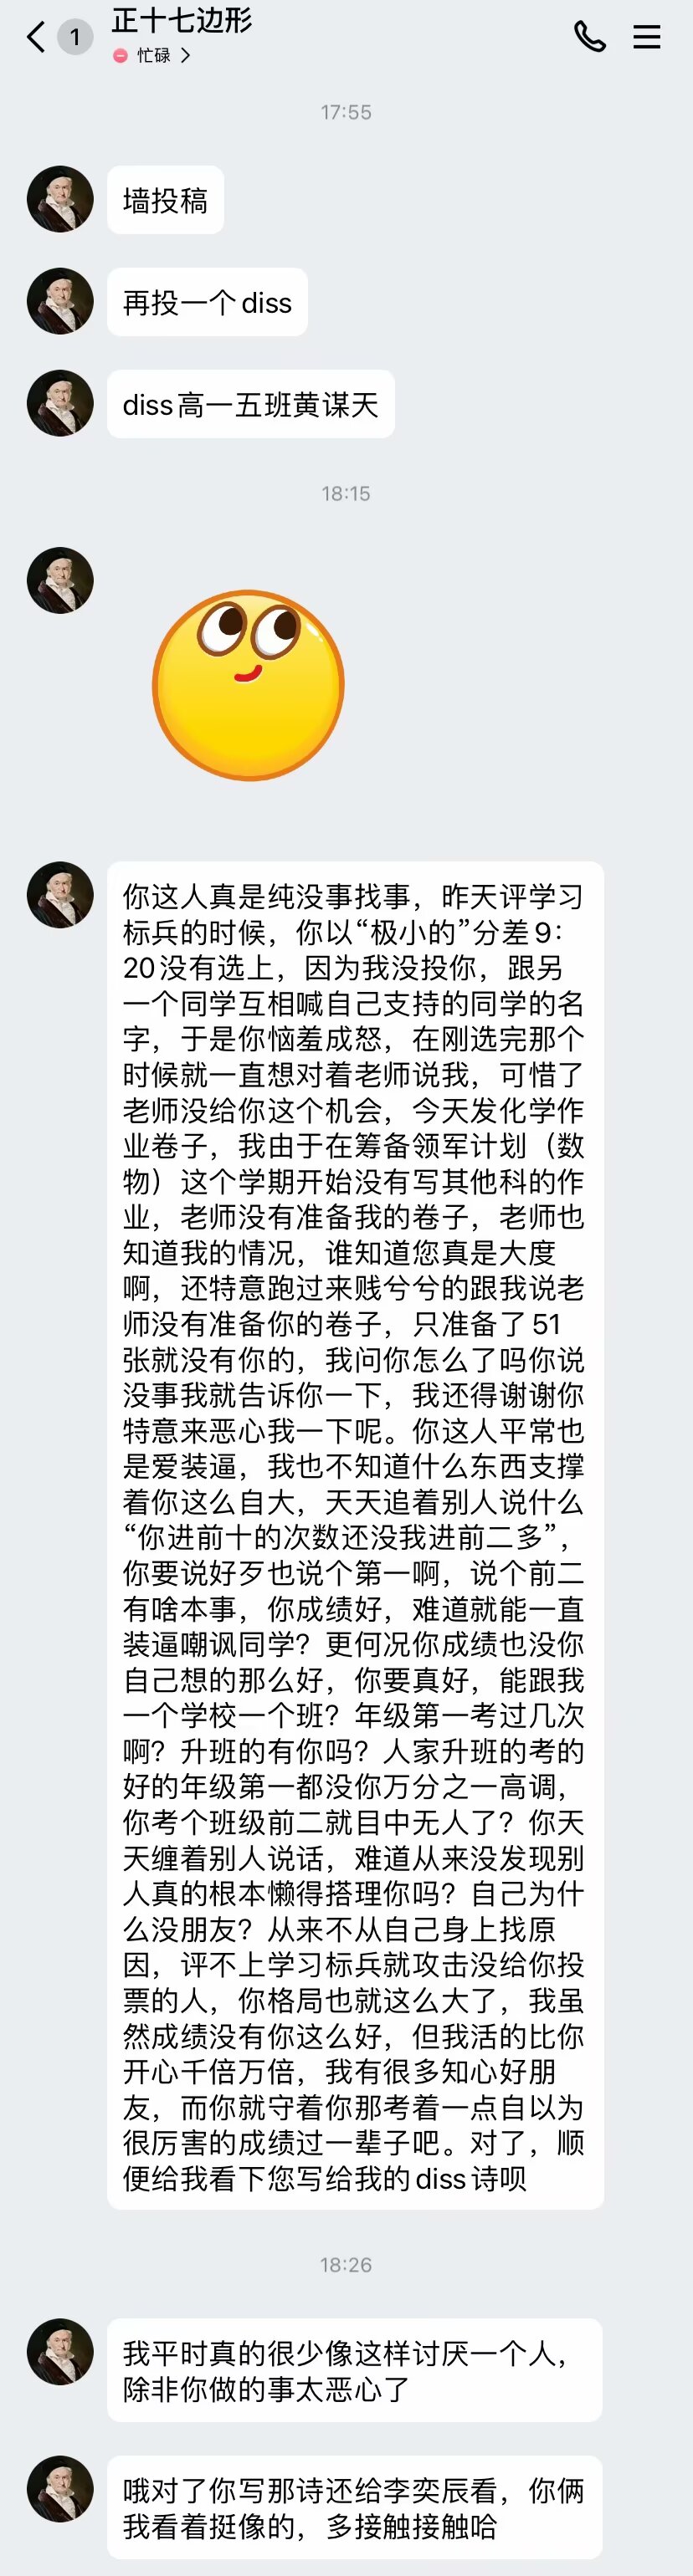 正十七边形
1
忙碌
17:55
墙投稿
再投一个diss
diss高一五班黄谋天
18:15
你这人真是纯没事找事，昨天评学习
标兵的时候，你以“极小的”分差9：
20没有选上，因为我没投你，跟另
一个同学互相喊自己支持的同学的名
字，于是你恼羞成怒，在刚选完那个
时候就一直想对着老师说我，可惜了
老师没给你这个机会，今天发化学作
业卷子，我由于在筹备领军计划（数
物）这个学期开始没有写其他科的作
业，老师没有准备我的卷子，老师也
知道我的情况，谁知道您真是大度
啊，还特意跑过来贱兮兮的跟我说老
师没有准备你的卷子，只准备了51
张就没有你的，我问你怎么了吗你说
没事我就告诉你一下，我还得谢谢你
特意来恶心我一下呢。你这人平常也
是爱装逼，我也不知道什么东西支撑
着你这么自大，天天追着别人说什么
“你进前十的次数还没我进前二多”，
你要说好歹也说个第一啊，说个前二
有啥本事，你成绩好，难道就能一直
装逼嘲讽同学？更何况你成绩也没你
自己想的那么好，你要真好，能跟我
一个学校一个班？年级第一考过几次
啊？升班的有你吗？人家升班的考的
好的年级第一都没你万分之一高调，
你考个班级前二就目中无人了？你天
天缠着别人说话，难道从来没发现别
人真的根本懒得搭理你吗？自己为什
么没朋友？从来不从自己身上找原
因，评不上学习标兵就攻击没给你投
票的人，你格局也就这么大了，我虽
然成绩没有你这么好，但我活的比你
开心千倍万倍，我有很多知心好朋
友，而你就守着你那考着一点自以为
很厉害的成绩过一辈子吧。对了，顺
便给我看下您写给我的diss诗呗
18:26
我平时真的很少像这样讨厌一个人，
除非你做的事太恶心了
哦对了你写那诗还给李奕辰看，你俩
我看着挺像的，多接触接触哈